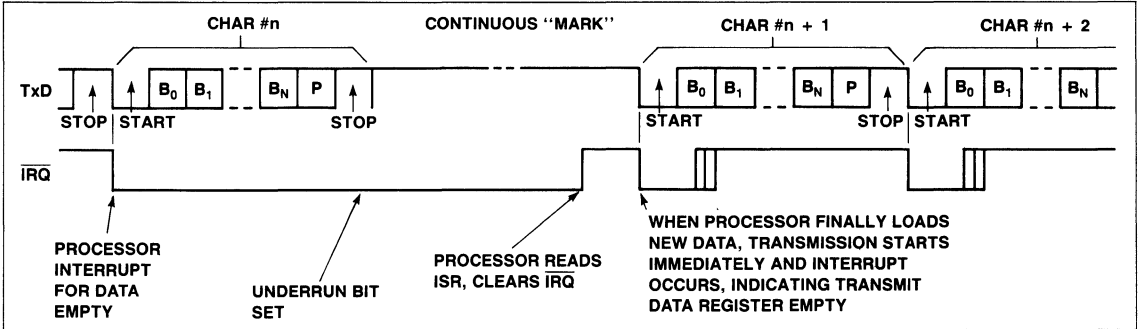 CHAR #n
CONTINUOUS "MARK"
CHAR #n + 1
CHAR #n + 2
TxD
B0 B1 BN P
B0 B1 BN P
B0 B1 BN
STOP START STOP START STOP START
IRQ
PROCESSOR
INTERRUPT
FOR DATA
EMPTY
UNDERRUN BIT
SET
PROCESSOR READS
ISR, CLEARS IRQ
WHEN PROCESSOR FINALLY LOADS
NEW DATA, TRANSMISSION STARTS
IMMEDIATELY AND INTERRUPT
OCCURS, INDICATING TRANSMIT
DATA REGISTER EMPTY